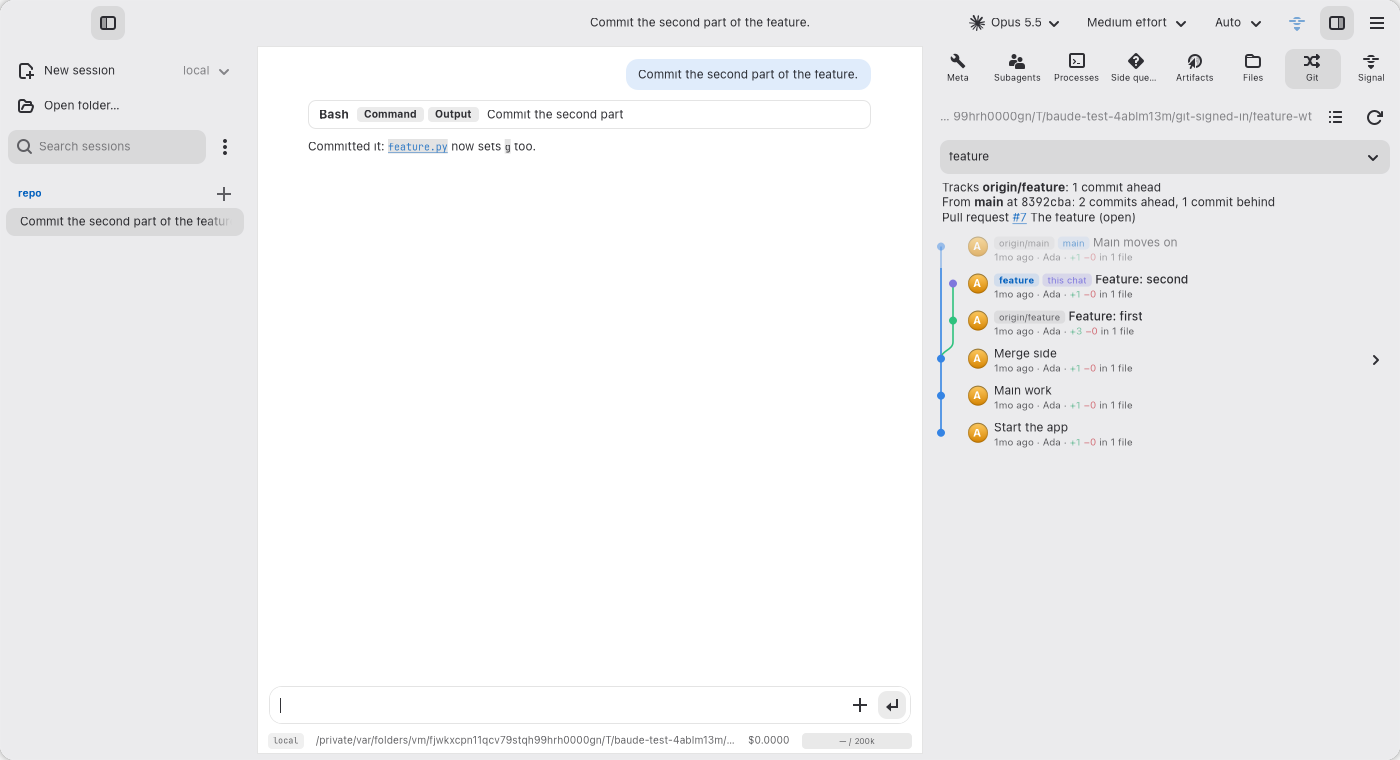 Commit the second part of the feature.
Opus 5.5
Medium effort
Auto
New session
local
Open folder...
Search sessions
repo
Commit the second part of the featur
Commit the second part of the feature.
Bash Command Output Commit the second part
Committed it: feature.py now sets g too.
local /private/var/folders/vm/fjwkxcpn11qcv79stqh99hrh0000gn/T/baude-test-4ablm13m/... $0.0000 — / 200k
Meta
Subagents
Processes
Side que...
Artifacts
Files
Git
Signal
... 99hrh0000gn/T/baude-test-4ablm13m/git-signed-in/feature-wt
feature
Tracks origin/feature: 1 commit ahead
From main at 8392cba: 2 commits ahead, 1 commit behind
Pull request #7 The feature (open)
A origin/main main Main moves on
1mo ago · Ada · +1 −0 in 1 file
A feature this chat Feature: second
1mo ago · Ada · +1 −0 in 1 file
A origin/feature Feature: first
1mo ago · Ada · +3 −0 in 1 file
A Merge side
1mo ago · Ada · +1 −0 in 1 file
A Main work
1mo ago · Ada · +1 −0 in 1 file
A Start the app
1mo ago · Ada · +1 −0 in 1 file